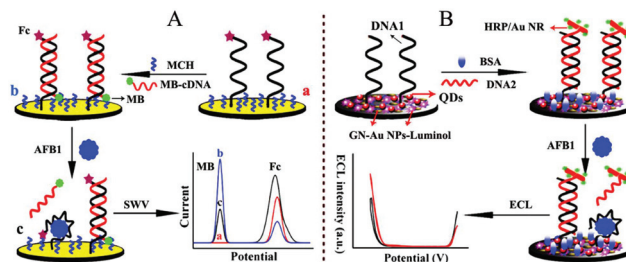 A
Fc
MCH
MB-cDNA
b
MB
a
AFB1
c
SWV
Current
MB
b
c
a
Fc
Potential
B
DNA1
HRP/Au NR
BSA
DNA2
QDs
GN-Au NPs-Luminol
AFB1
ECL
ECL intensity (a.u.)
Potential (V)